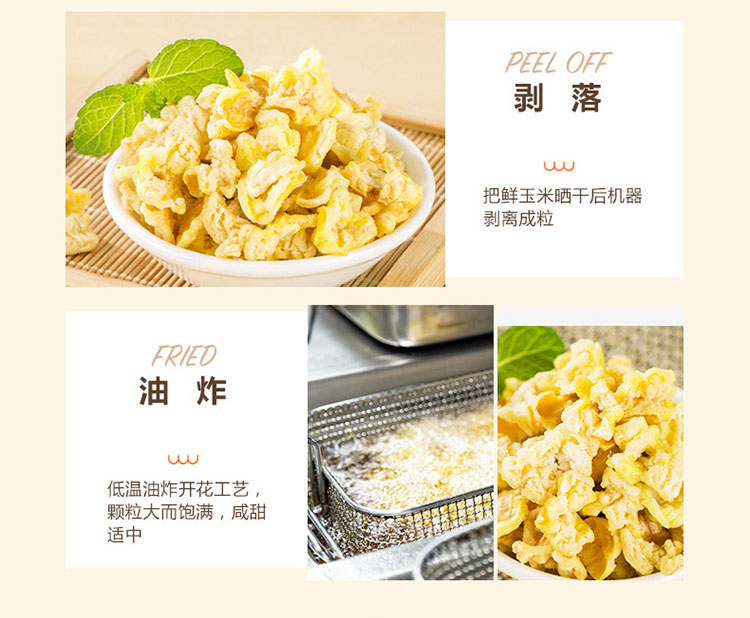 PEEL OFF
剥落
把鲜玉米晒干后机器
剥离成粒
FRIED
油炸
低温油炸开花工艺，
颗粒大而饱满，咸甜
适中